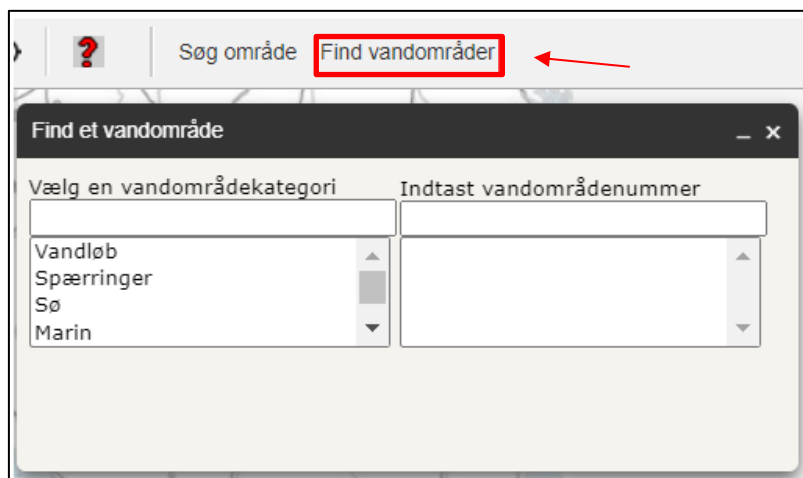 ? Søg område Find vandområder
Find et vandområde
Vælg en vandområdekategori Indtast vandområdenummer
Vandløb
Spærringer
Sø
Marin